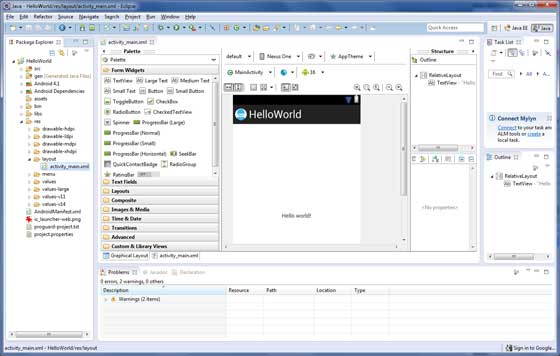 Java - HelloWorld/res/layout/activity_main.xml - Eclipse
File Edit Refactor Source Navigate Search Project Run Window Help
Quick Access
Java EE
Java
Package Explorer
HelloWorld
src
gen [Generated Java Files]
Android 4.1
Android Dependencies
assets
bin
libs
res
drawable-hdpi
drawable-ldpi
drawable-mdpi
drawable-xhdpi
layout
activity_main.xml
menu
values
values-large
values-v11
values-v14
AndroidManifest.xml
ic_launcher-web.png
proguard-project.txt
project.properties
activity_main.xml
Palette
Palette
Form Widgets
TextView Large Text Medium Text
Small Text Button Small Button
ToggleButton CheckBox
RadioButton CheckedTextView
Spinner ProgressBar (Large)
ProgressBar (Normal)
ProgressBar (Small)
ProgressBar (Horizontal) SeekBar
QuickContactBadge RadioGroup
RatingBar
Text Fields
Layouts
Composite
Images & Media
Time & Date
Transitions
Advanced
Custom & Library Views
Graphical Layout
activity_main.xml
default
Nexus One
AppTheme
MainActivity
16
HelloWorld
Hello world!
Structure
Outline
RelativeLayout
TextView
<No properties>
Task List
Find
All
Connect Mylyn
Connect to your task and
ALM tools or create a
local task.
Outline
RelativeLayout
TextView - "Hello
Problems
Javadoc
Declaration
0 errors, 2 warnings, 0 others
Description Resource Path Location Type
Warnings (2 items)
activity_main.xml - HelloWorld/res/layout
Sign in to Google...